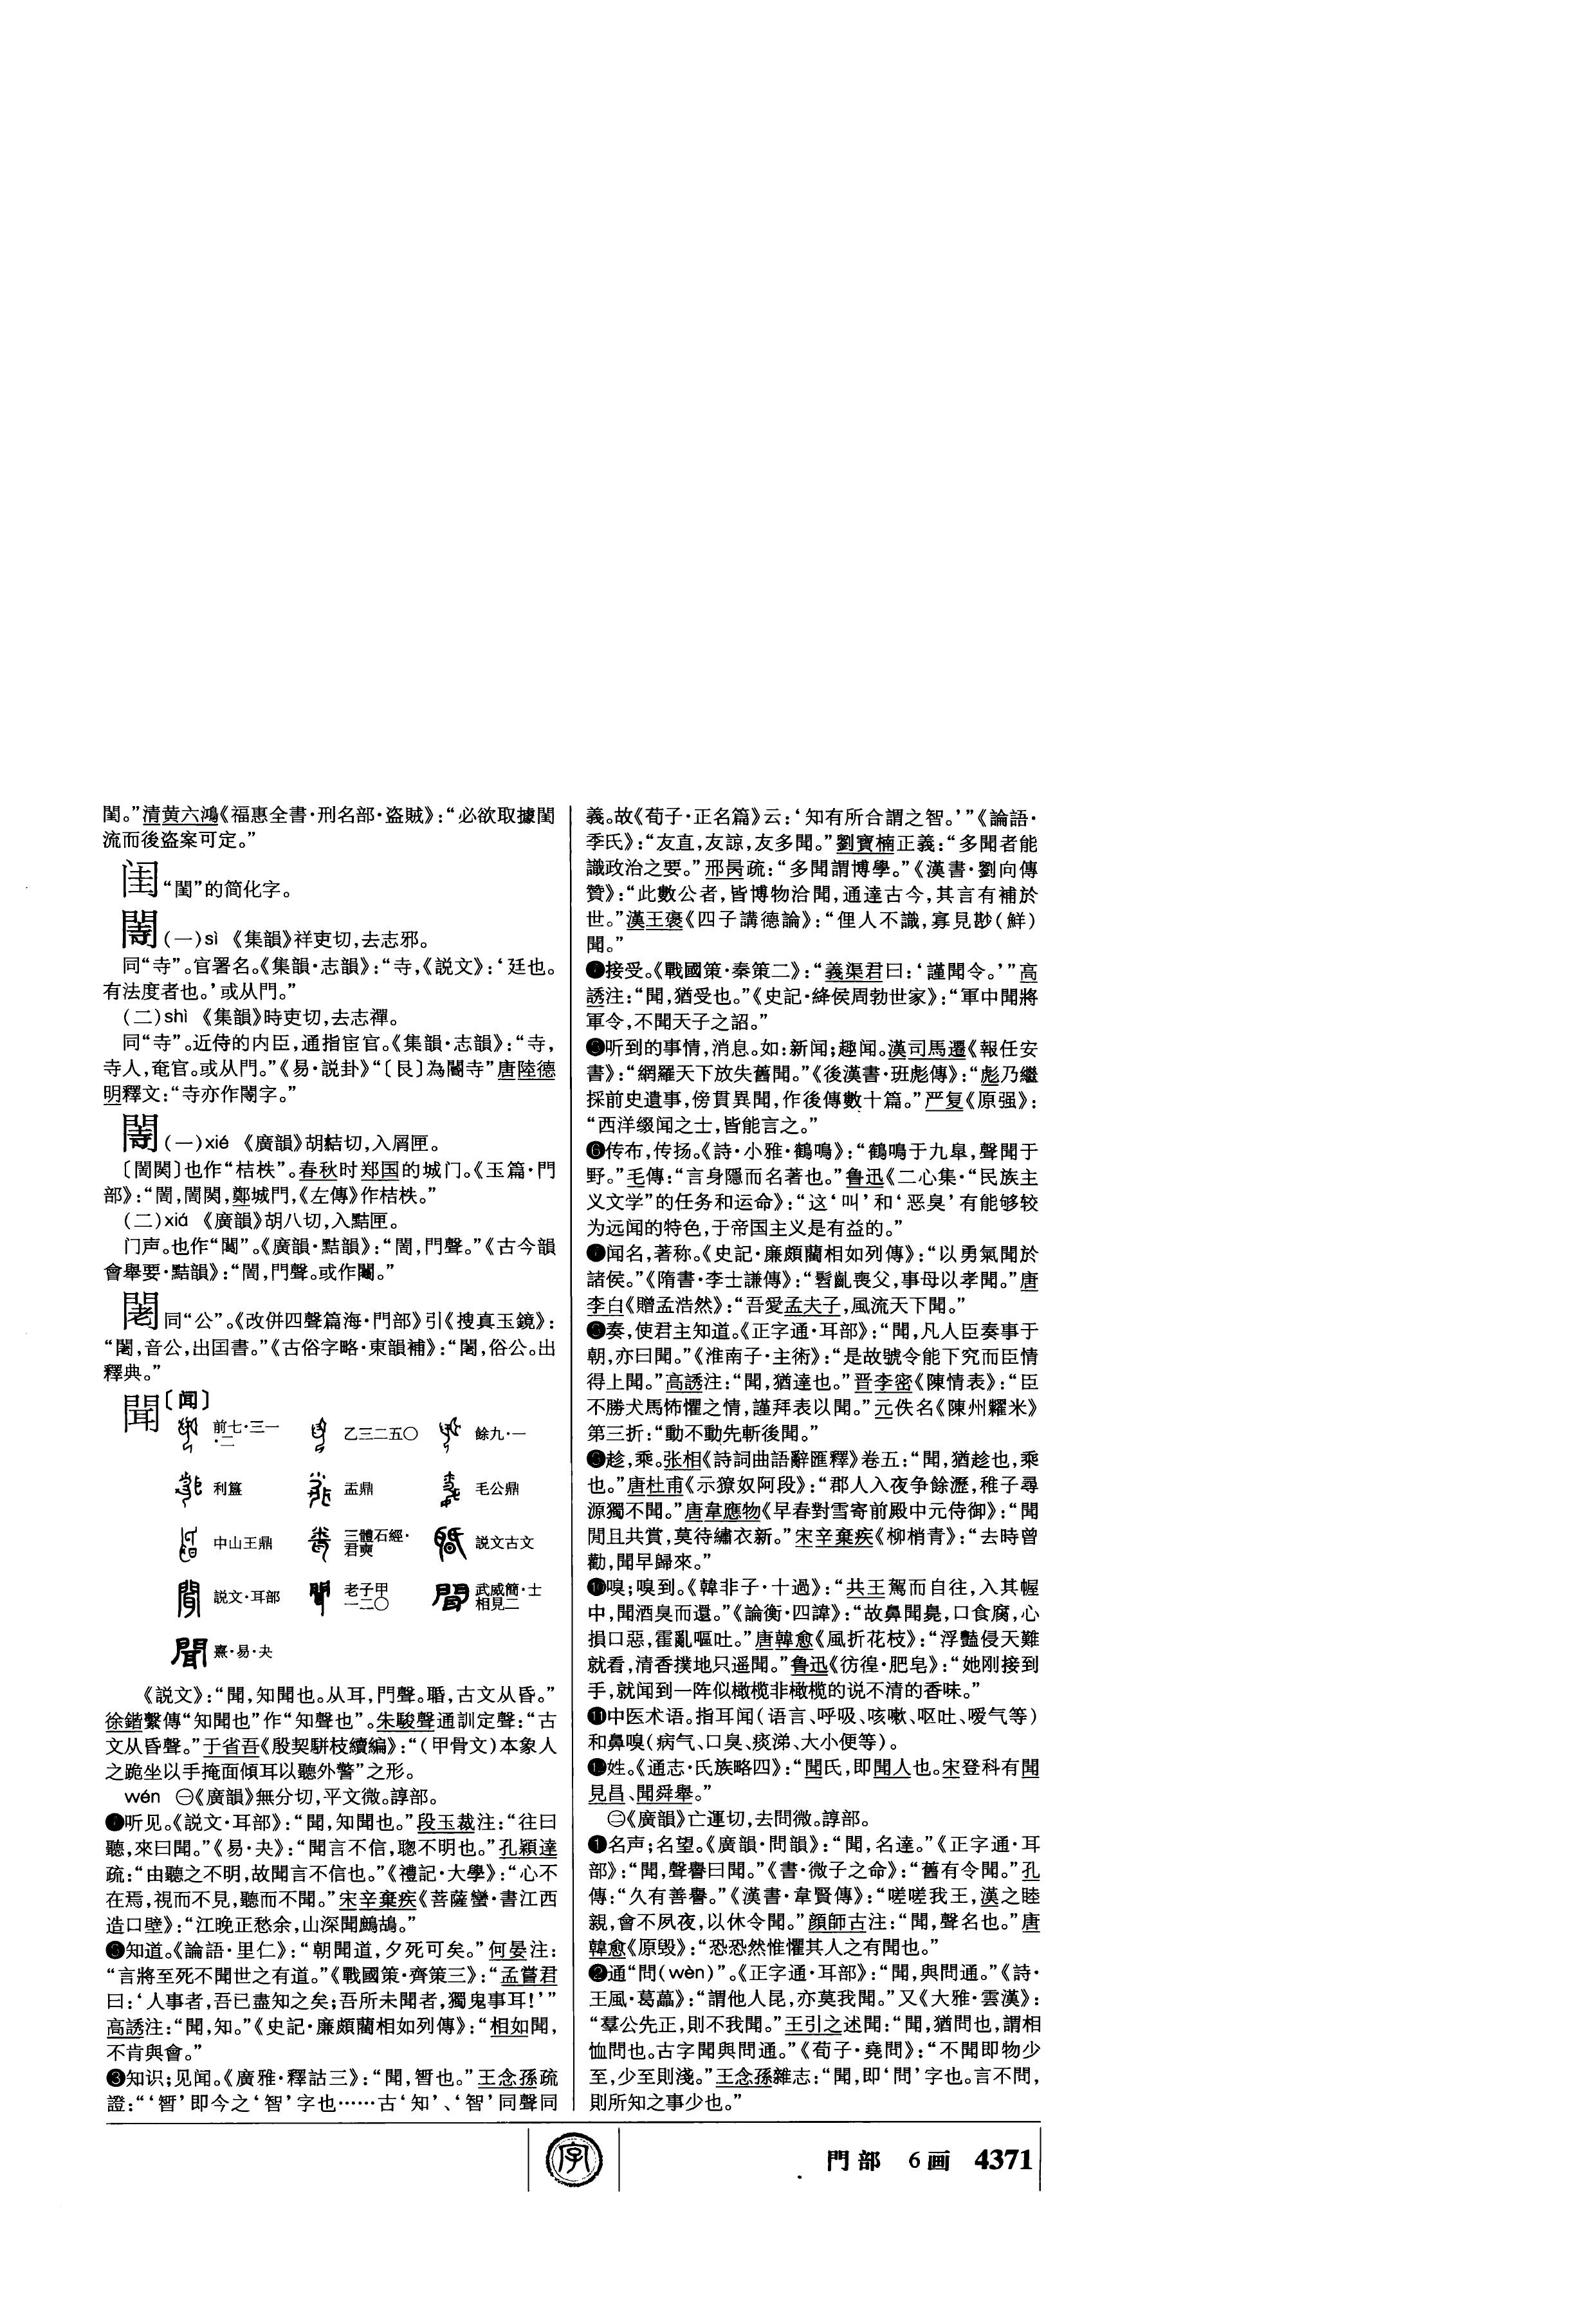 閨。”清黄六鴻《福惠全書·刑名部·盗賊》：“必欲取據閨
流而後盗案可定。”
闺“閨”的简化字。
(一)sì 《集韻》祥吏切，去志邪。
同“寺”。官署名。《集韻·志韻》：“寺，《説文》：‘廷也。
有法度者也。’或从門。”
(二)shì 《集韻》時吏切，去志禪。
同“寺”。近侍的内臣，通指宦官。《集韻·志韻》：“寺，
寺人，奄官。或从門。”《易·説卦》“〔艮〕為閽寺”唐陸德
明釋文：“寺亦作閽字。”
(一)xié 《廣韻》胡結切，入屑匣。
也作“桔柣”。春秋时郑国的城门。《玉篇·門
部》：“鄭城門，《左傳》作桔柣。”
(二)xiá 《廣韻》胡八切，入黠匣。
门声。也作“”。《廣韻·黠韻》：“門聲。”《古今韻
會舉要·黠韻》：“門聲。或作。”
同“公”。《改併四聲篇海·門部》引《搜真玉鏡》：
“音公，出囯書。”《古俗字略·東韻補》：“俗公。出
釋典。”
聞〔闻〕
前七·三一·二 乙三二五〇 餘九·一
利簋 盂鼎 毛公鼎
中山王鼎 三體石經·君奭 説文古文
説文·耳部 老子甲一二〇 武威簡·士相見二
熹·易·夬
《説文》：“聞，知聞也。从耳，門聲。䎽，古文从昏。”
徐鍇繫傳“知聞也”作“知聲也”。朱駿聲通訓定聲：“古
文从昏聲。”于省吾《殷契駢枝續編》：“(甲骨文)本象人
之跪坐以手掩面傾耳以聽外警”之形。
wén ㊀《廣韻》無分切，平文微。諄部。
❶听见。《説文·耳部》：“聞，知聞也。”段玉裁注：“往曰
聽，來曰聞。”《易·夬》：“聞言不信，聰不明也。”孔穎達
疏：“由聽之不明，故聞言不信也。”《禮記·大學》：“心不
在焉，視而不見，聽而不聞。”宋辛棄疾《菩薩蠻·書江西
造口壁》：“江晚正愁余，山深聞鷓鴣。”
知道。《論語·里仁》：“朝聞道，夕死可矣。”何晏注：
“言將至死不聞世之有道。”《戰國策·齊策三》：“孟嘗君
曰：‘人事者，吾已盡知之矣；吾所未聞者，獨鬼事耳！’”
高誘注：“聞，知。”《史記·廉頗藺相如列傳》：“相如聞，
不肯與會。”
❸知识；见闻。《廣雅·釋詁三》：“聞，䁈也。”王念孫疏
證：“‘䁈’即今之‘智’字也……古‘知’、‘智’同聲同
義。故《荀子·正名篇》云：‘知有所合謂之智。’”《論語·
季氏》：“友直，友諒，友多聞。”劉寶楠正義：“多聞者能
識政治之要。”邢昺疏：“多聞謂博學。”《漢書·劉向傳
贊》：“此數公者，皆博物洽聞，通達古今，其言有補於
世。”漢王褒《四子講德論》：“俚人不識，寡見尠(鮮)
聞。”
接受。《戰國策·秦策二》：“義渠君曰：‘謹聞令。’”高
誘注：“聞，猶受也。”《史記·絳侯周勃世家》：“軍中聞將
軍令，不聞天子之詔。”
❺听到的事情，消息。如：新闻；趣闻。漢司馬遷《報任安
書》：“網羅天下放失舊聞。”《後漢書·班彪傳》：“彪乃繼
採前史遺事，傍貫異聞，作後傳數十篇。”严复《原强》：
“西洋缀闻之士，皆能言之。”
❻传布，传扬。《詩·小雅·鶴鳴》：“鶴鳴于九臯，聲聞于
野。”毛傳：“言身隱而名著也。”鲁迅《二心集·“民族主
义文学”的任务和运命》：“这‘叫’和‘恶臭’有能够较
为远闻的特色，于帝国主义是有益的。”
❼闻名，著称。《史記·廉頗藺相如列傳》：“以勇氣聞於
諸侯。”《隋書·李士謙傳》：“髫齓喪父，事母以孝聞。”唐
李白《贈孟浩然》：“吾愛孟夫子，風流天下聞。”
❽奏，使君主知道。《正字通·耳部》：“聞，凡人臣奏事于
朝，亦曰聞。”《淮南子·主術》：“是故號令能下究而臣情
得上聞。”高誘注：“聞，猶達也。”晋李密《陳情表》：“臣
不勝犬馬怖懼之情，謹拜表以聞。”元佚名《陳州糶米》
第三折：“動不動先斬後聞。”
❾趁，乘。张相《詩詞曲語辭匯釋》卷五：“聞，猶趁也，乘
也。”唐杜甫《示獠奴阿段》：“郡人入夜争餘瀝，稚子尋
源獨不聞。”唐韋應物《早春對雪寄前殿中元侍御》：“聞
閒且共賞，莫待繡衣新。”宋辛棄疾《柳梢青》：“去時曾
勸，聞早歸來。”
❿嗅；嗅到。《韓非子·十過》：“共王駕而自往，入其幄
中，聞酒臭而還。”《論衡·四諱》：“故鼻聞臭，口食腐，心
損口惡，霍亂嘔吐。”唐韓愈《風折花枝》：“浮豔侵天難
就看，清香撲地只遥聞。”鲁迅《彷徨·肥皂》：“她刚接到
手，就闻到一阵似橄榄非橄榄的说不清的香味。”
⓫中医术语。指耳闻(语言、呼吸、咳嗽、呕吐、嗳气等)
和鼻嗅(病气、口臭、痰涕、大小便等)。
⓬姓。《通志·氏族略四》：“聞氏，即聞人也。宋登科有聞
見昌、聞舜舉。”
㊁《廣韻》亡運切，去問微。諄部。
❶名声；名望。《廣韻·問韻》：“聞，名達。”《正字通·耳
部》：“聞，聲譽曰聞。”《書·微子之命》：“舊有令聞。”孔
傳：“久有善譽。”《漢書·韋賢傳》：“嗟嗟我王，漢之睦
親，會不夙夜，以休令聞。”顔師古注：“聞，聲名也。”唐
韓愈《原毁》：“恐恐然惟懼其人之有聞也。”
❷通“問(wèn)”。《正字通·耳部》：“聞，與問通。”《詩·
王風·葛藟》：“謂他人昆，亦莫我聞。”又《大雅·雲漢》：
“羣公先正，則不我聞。”王引之述聞：“聞，猶問也，謂相
恤問也。古字聞與問通。”《荀子·堯問》：“不聞即物少
至，少至則淺。”王念孫雜志：“聞，即‘問’字也。言不問，
則所知之事少也。”
字
門部 6画 4371